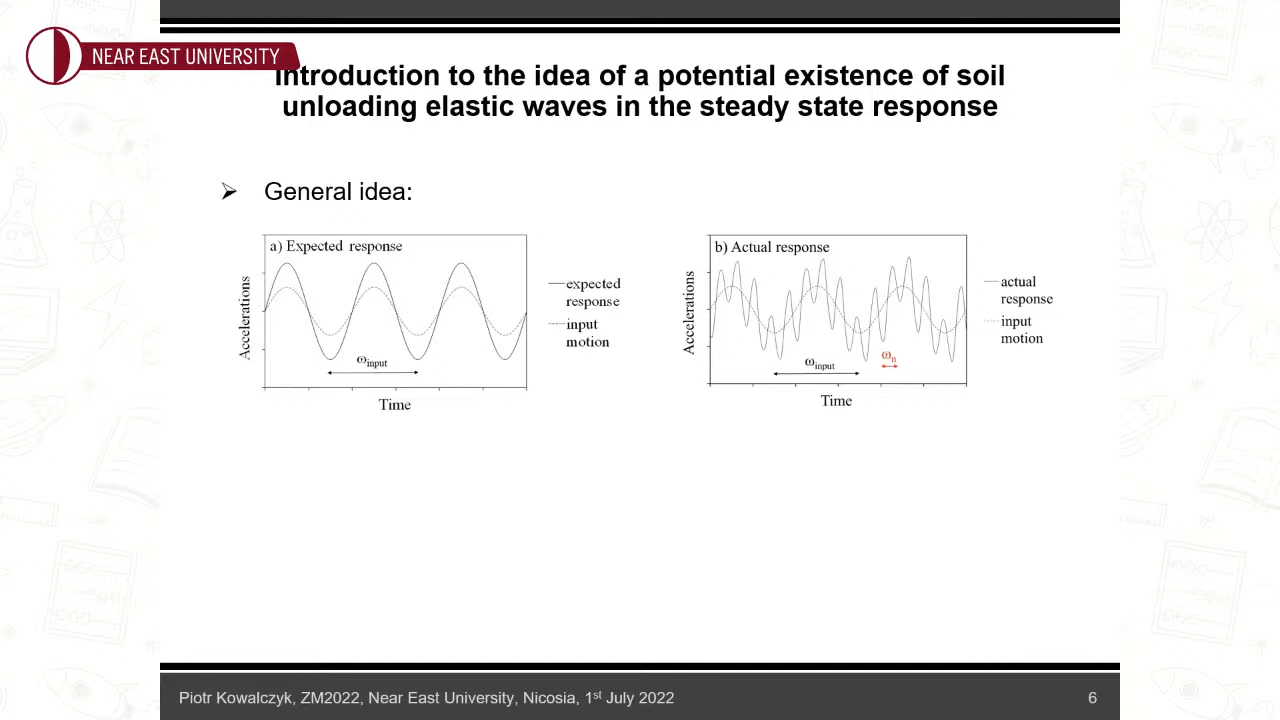 NEAR EAST UNIVERSITY
Introduction to the idea of a potential existence of soil
unloading elastic waves in the steady state response
➢ General idea:
a) Expected response
Accelerations
ωinput
Time
expected
response
input
motion
b) Actual response
Accelerations
ωinput
ωn
Time
actual
response
input
motion
Piotr Kowalczyk, ZM2022, Near East University, Nicosia, 1st July 2022
6